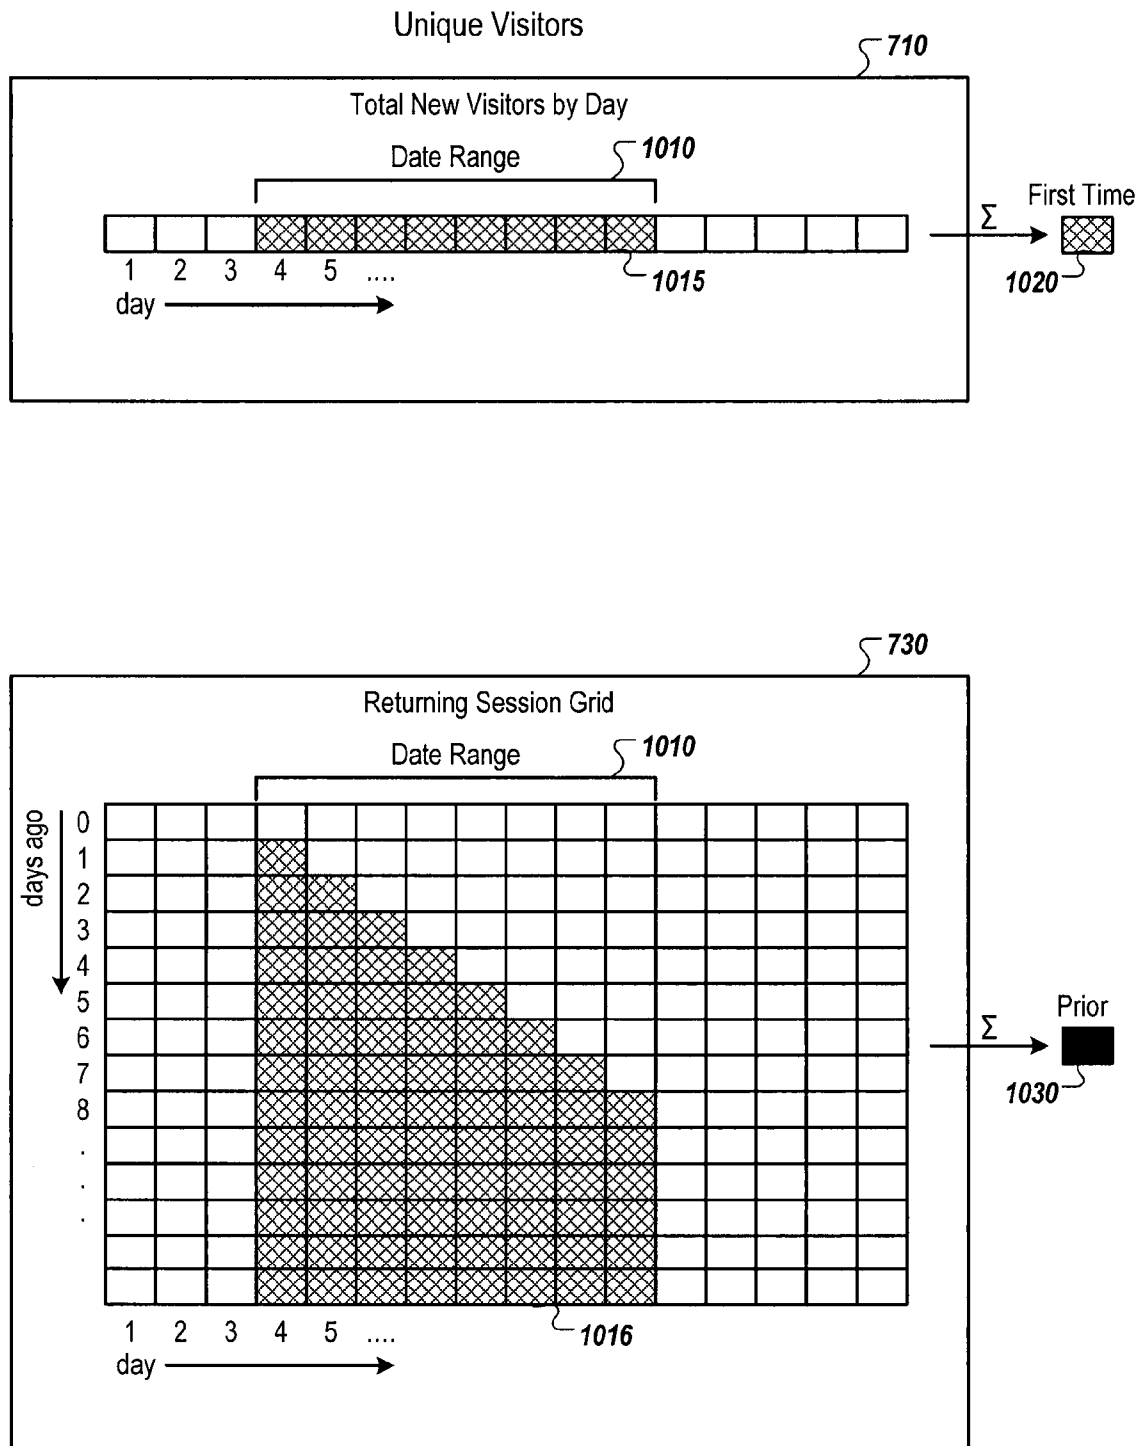 Unique Visitors
710
Total New Visitors by Day
Date Range
1010
First Time
Σ
1 2 3 4 5 ....
1015
1020
day
730
Returning Session Grid
Date Range
1010
days ago
0
1
2
3
4
5
6
7
8
.
.
.
Prior
Σ
1030
1 2 3 4 5 ....
1016
day